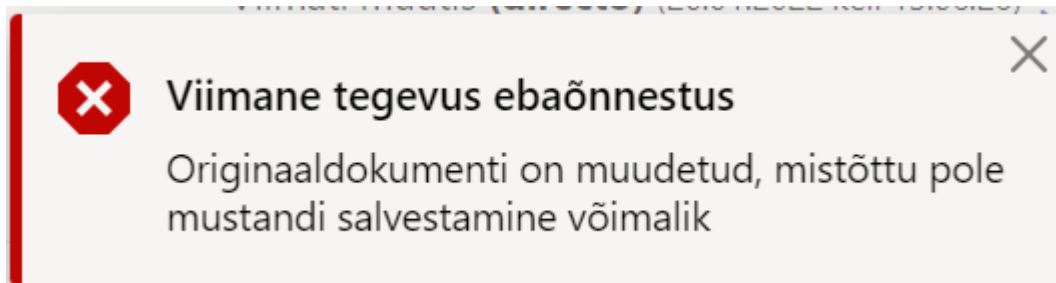 Viimane tegevus ebaõnnestus
Originaaldokumenti on muudetud, mistõttu pole
mustandi salvestamine võimalik